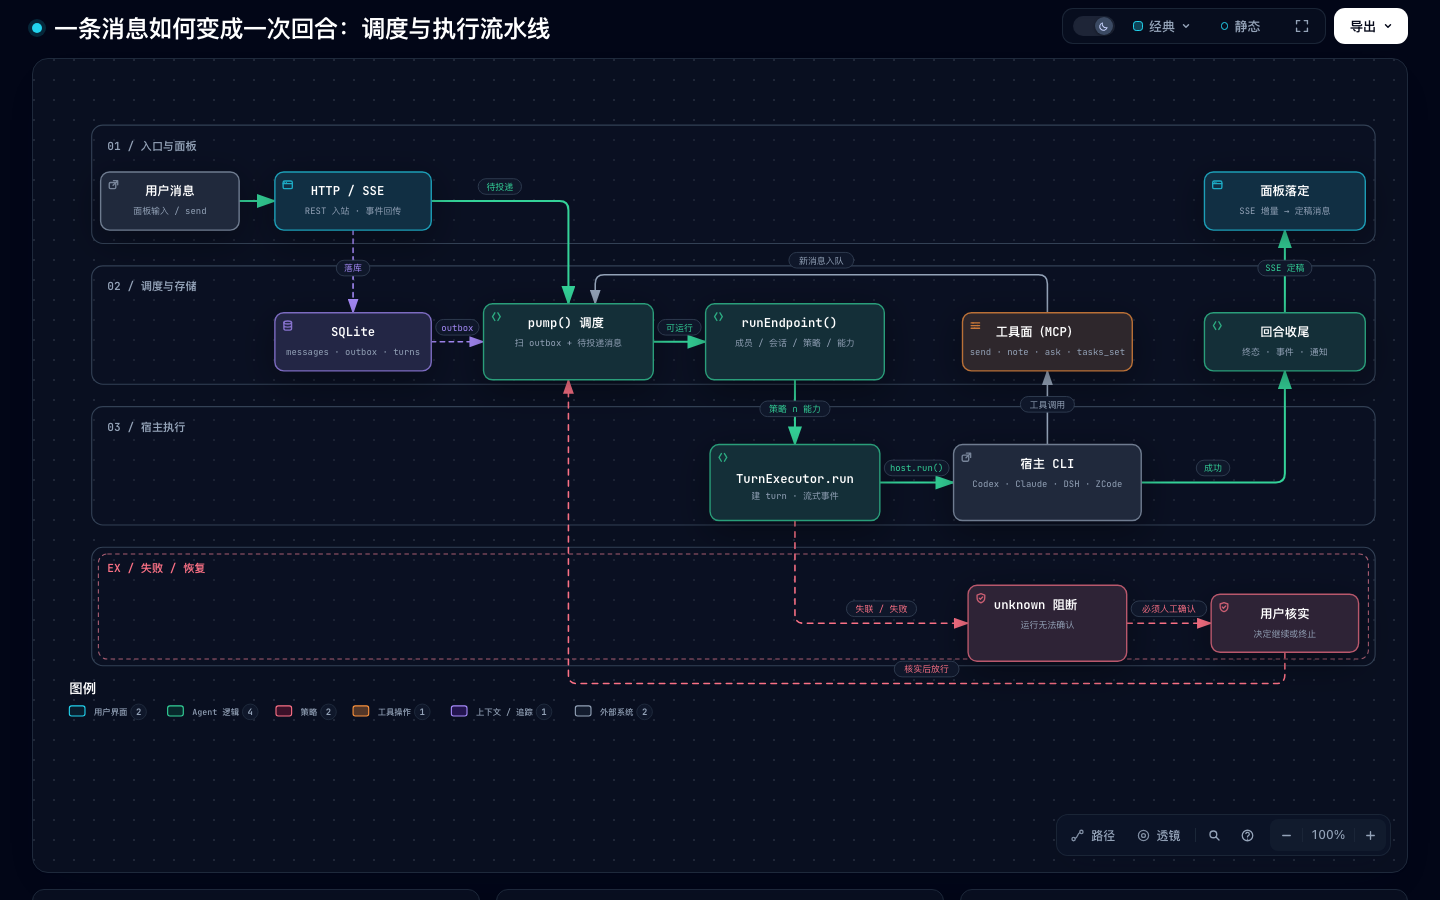 一条消息如何变成一次回合：调度与执行流水线
经典
静态
导出
01 / 入口与面板
用户消息
面板输入 / send
HTTP / SSE
REST 入站 · 事件回传
待投递
面板落定
SSE 增量 → 定稿消息
落库
新消息入队
SSE 定稿
02 / 调度与存储
SQLite
messages · outbox · turns
outbox
pump() 调度
扫 outbox + 待投递消息
可运行
runEndpoint()
成员 / 会话 / 策略 / 能力
工具面 (MCP)
send · note · ask · tasks_set
回合收尾
终态 · 事件 · 通知
策略 ∩ 能力
工具调用
03 / 宿主执行
TurnExecutor.run
建 turn · 流式事件
host.run()
宿主 CLI
Codex · Claude · DSH · ZCode
成功
EX / 失败 / 恢复
失联 / 失败
unknown 阻断
运行无法确认
必须人工确认
用户核实
决定继续或终止
核实后放行
图例
用户界面 2
Agent 逻辑 4
策略 2
工具操作 1
上下文 / 追踪 1
外部系统 2
路径
透镜
100%